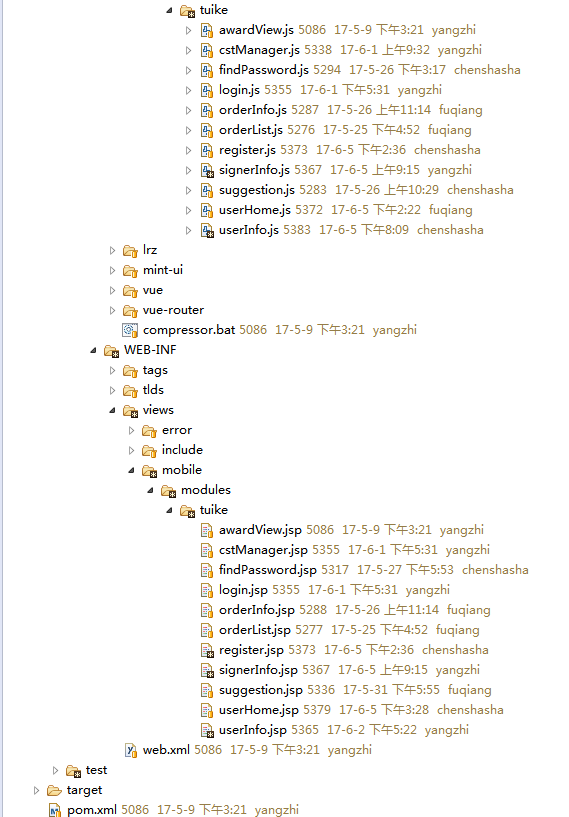 tuike
awardView.js 5086 17-5-9 下午3:21 yangzhi
cstManager.js 5338 17-6-1 上午9:32 yangzhi
findPassword.js 5294 17-5-26 下午3:17 chenshasha
login.js 5355 17-6-1 下午5:31 yangzhi
orderInfo.js 5287 17-5-26 上午11:14 fuqiang
orderList.js 5276 17-5-25 下午4:52 fuqiang
register.js 5373 17-6-5 下午2:36 chenshasha
signerInfo.js 5367 17-6-5 上午9:15 yangzhi
suggestion.js 5283 17-5-26 上午10:29 chenshasha
userHome.js 5372 17-6-5 下午2:22 fuqiang
userInfo.js 5383 17-6-5 下午8:09 chenshasha
lrz
mint-ui
vue
vue-router
compressor.bat 5086 17-5-9 下午3:21 yangzhi
WEB-INF
tags
tlds
views
error
include
mobile
modules
tuike
awardView.jsp 5086 17-5-9 下午3:21 yangzhi
cstManager.jsp 5355 17-6-1 下午5:31 yangzhi
findPassword.jsp 5317 17-5-27 下午5:53 chenshasha
login.jsp 5355 17-6-1 下午5:31 yangzhi
orderInfo.jsp 5288 17-5-26 上午11:14 fuqiang
orderList.jsp 5277 17-5-25 下午4:52 fuqiang
register.jsp 5373 17-6-5 下午2:36 chenshasha
signerInfo.jsp 5367 17-6-5 上午9:15 yangzhi
suggestion.jsp 5336 17-5-31 下午5:55 fuqiang
userHome.jsp 5379 17-6-5 下午3:28 chenshasha
userInfo.jsp 5365 17-6-2 下午5:22 yangzhi
web.xml 5086 17-5-9 下午3:21 yangzhi
test
target
pom.xml 5086 17-5-9 下午3:21 yangzhi